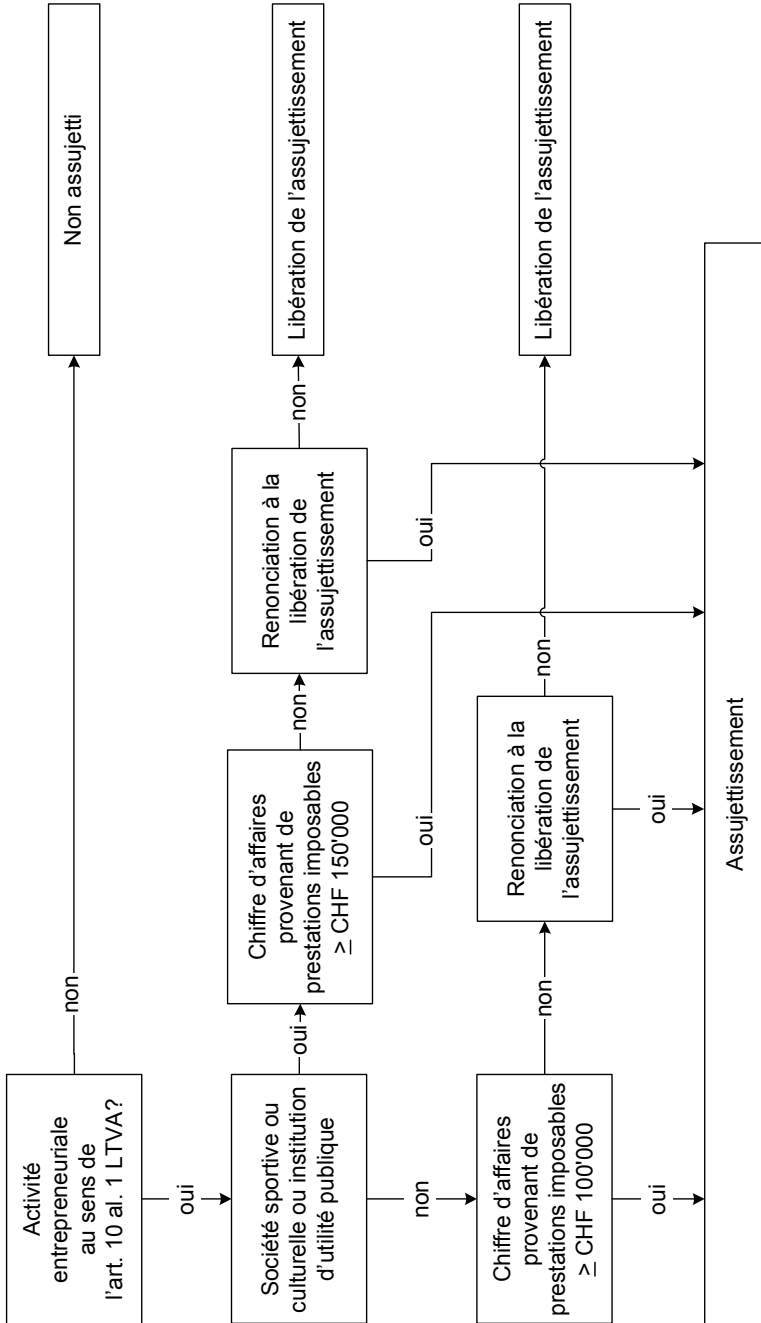 Activité
entrepreneuriale
au sens de
l'art. 10 al. 1 LTVA?
non
Non assujetti
oui
Société sportive ou
culturelle ou institution
d'utilité publique
oui
Chiffre d'affaires
provenant de
prestations imposables
≥ CHF 150'000
non
Renonciation à la
libération de
l'assujettissement
non
Libération de l'assujettissement
oui
oui
non
Chiffre d'affaires
provenant de
prestations imposables
≥ CHF 100'000
non
Renonciation à la
libération de
l'assujettissement
non
Libération de l'assujettissement
oui
oui
Assujettissement